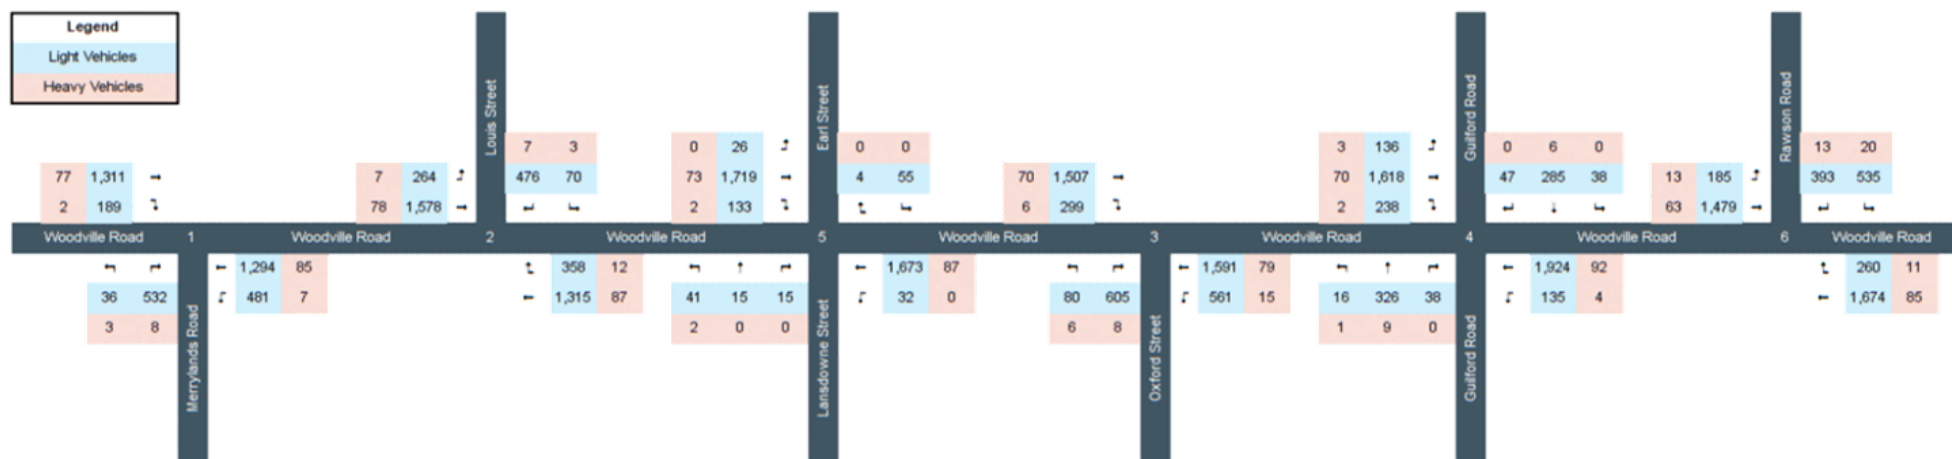 Legend
Light Vehicles
Heavy Vehicles
Louis Street
Earl Street
Guilford Road
Rawson Road
7 3
0 26
0 0
3 136
0 6 0
13 20
77 1,311
7 264
476 70
73 1,719
4 55
70 1,507
70 1,618
47 285 38
13 185
393 535
2 189
78 1,578
2 133
6 299
2 238
63 1,479
Woodville Road 1 Woodville Road 2 Woodville Road 5 Woodville Road 3 Woodville Road 4 Woodville Road 6 Woodville Road
1,294 85
358 12
1,673 87
1,591 79
1,924 92
260 11
36 532
481 7
1,315 87
41 15 15
32 0
80 605
561 15
16 326 38
135 4
1,674 85
3 8
2 0 0
6 8
1 9 0
Merrylands Road
Lansdowne Street
Oxford Street
Guilford Road